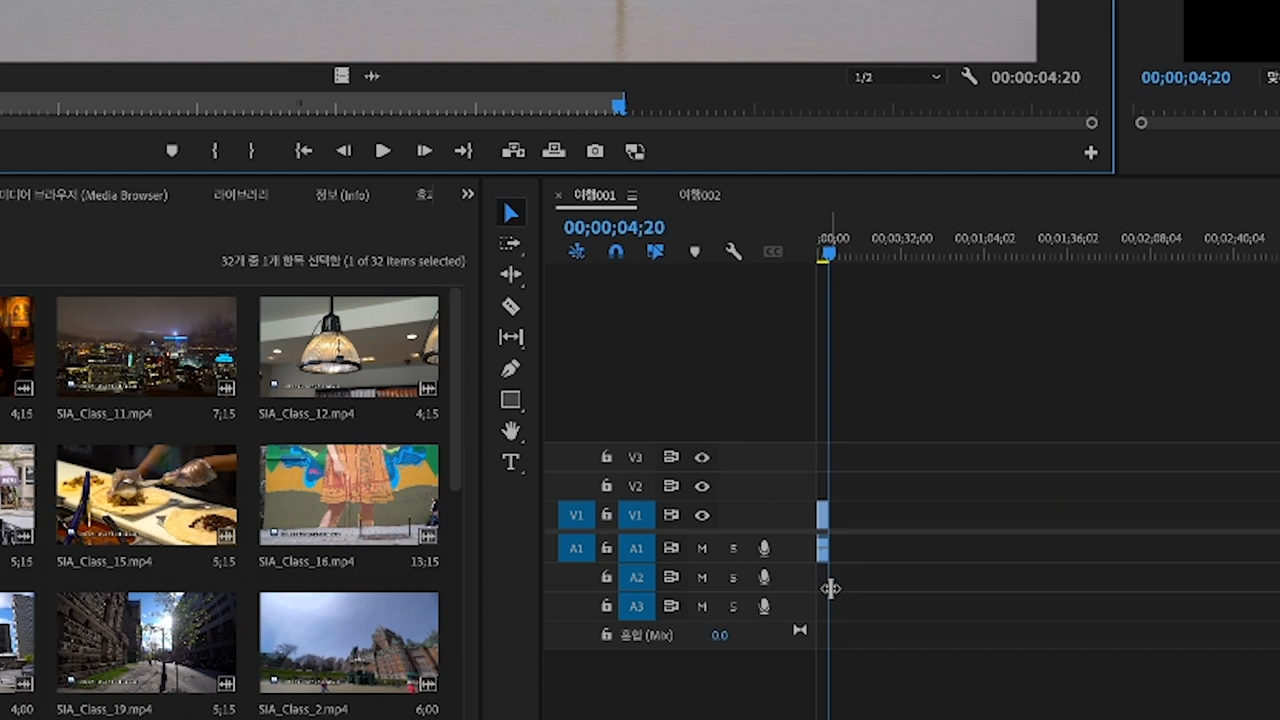 1/2
00:00:04:20
00;00;04;20
미디어 브라우저 (Media Browser)
라이브러리
정보 (Info)
여행001
여행002
00;00;04;20
;00;00
00;00;32;00
00;01;04;02
00;01;36;02
00;02;08;04
00;02;40;04
32개 중 1개 항목 선택함 (1 of 32 items selected)
4;15
SIA_Class_11.mp4
7;15
SIA_Class_12.mp4
4;15
5;15
SIA_Class_15.mp4
5;15
SIA_Class_16.mp4
13;15
4;00
SIA_Class_19.mp4
5;15
SIA_Class_2.mp4
6;00
T
CC
V3
V2
V1 V1
A1 A1 M S
A2 M S
A3 M S
혼합 (Mix) 0.0